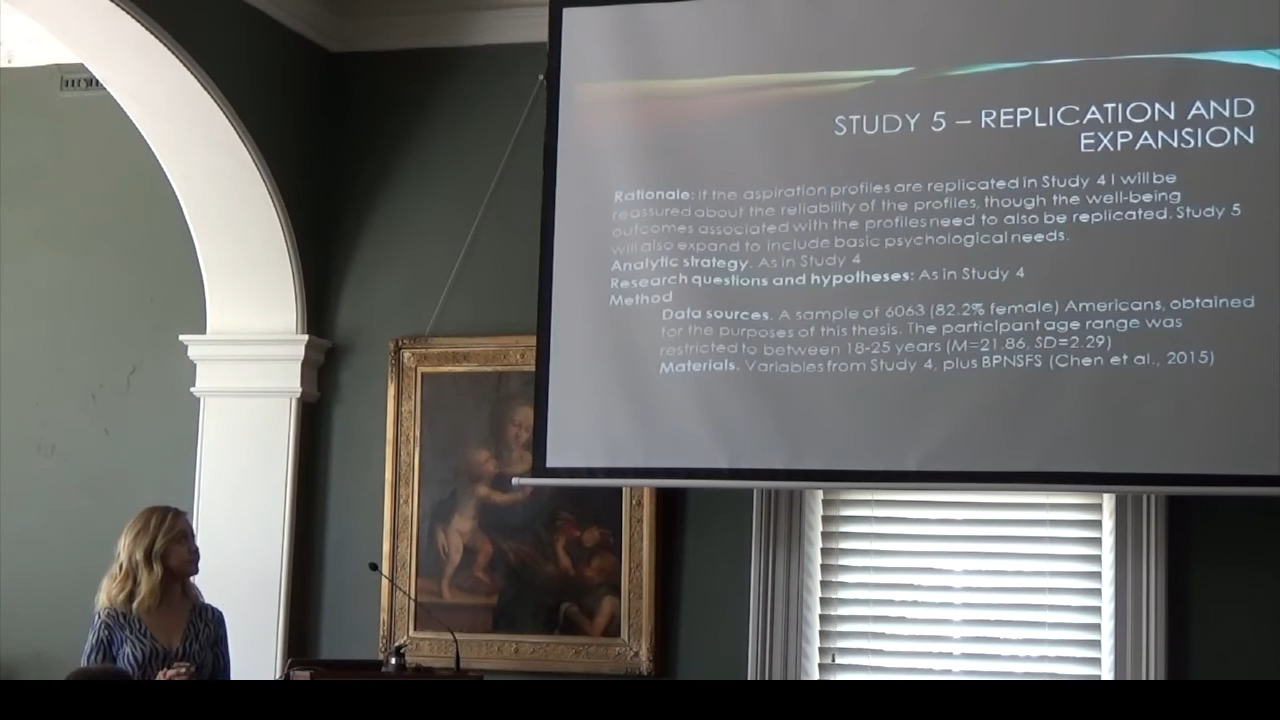 STUDY 5 – REPLICATION AND
EXPANSION
Rationale: If the aspiration profiles are replicated in Study 4 I will be
reassured about the reliability of the profiles, though the well-being
outcomes associated with the profiles need to also be replicated. Study 5
will also expand to include basic psychological needs.
Analytic strategy. As in Study 4
Research questions and hypotheses: As in Study 4
Method
Data sources. A sample of 6063 (82.2% female) Americans, obtained
for the purposes of this thesis. The participant age range was
restricted to between 18-25 years (M=21.86, SD=2.29)
Materials. Variables from Study 4, plus BPNSFS (Chen et al., 2015)